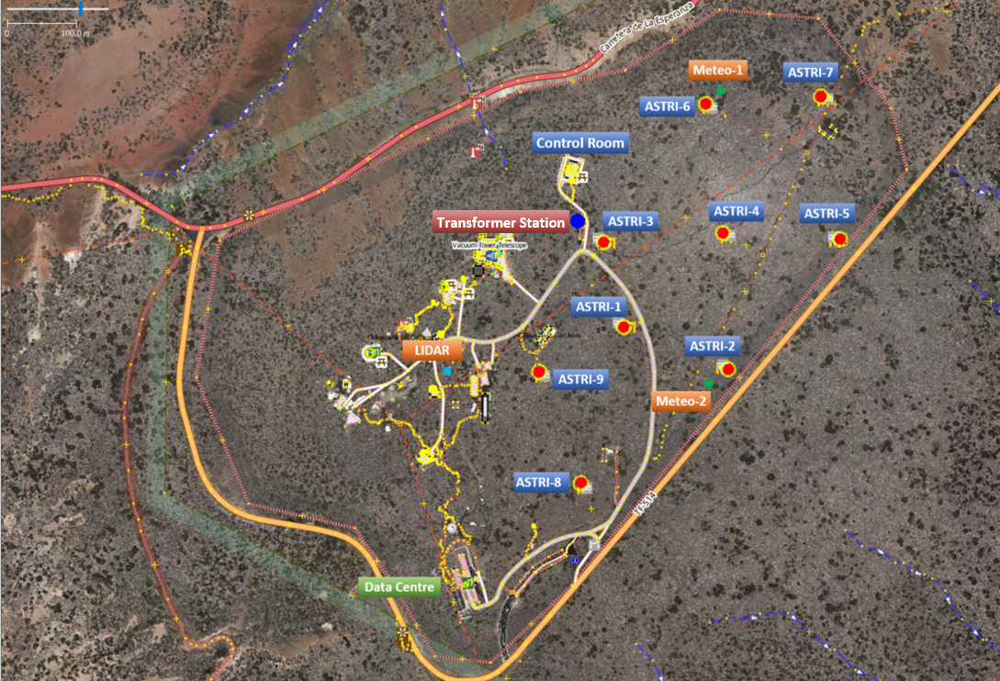 0
100.0 m
Carretera de La Esperanza
Meteo-1
ASTRI-7
ASTRI-6
Control Room
Transformer Station
ASTRI-3
ASTRI-4
ASTRI-5
Vacuum Tower Telescope
ASTRI-1
LIDAR
ASTRI-2
ASTRI-9
Meteo-2
ASTRI-8
TF-514
Data Centre